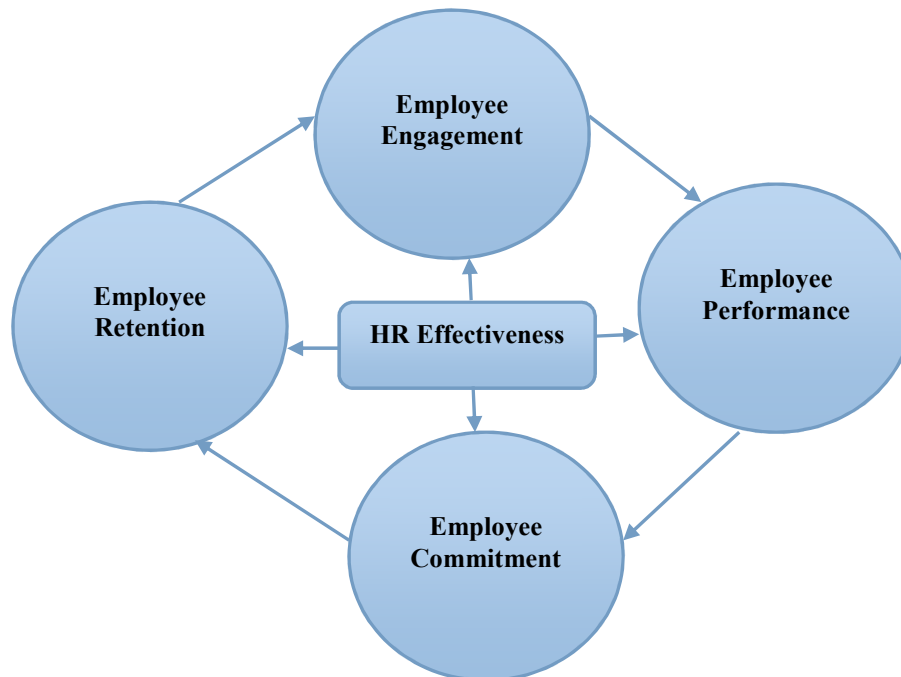 Employee
Engagement
Employee
Performance
Employee
Retention
HR Effectiveness
Employee
Commitment